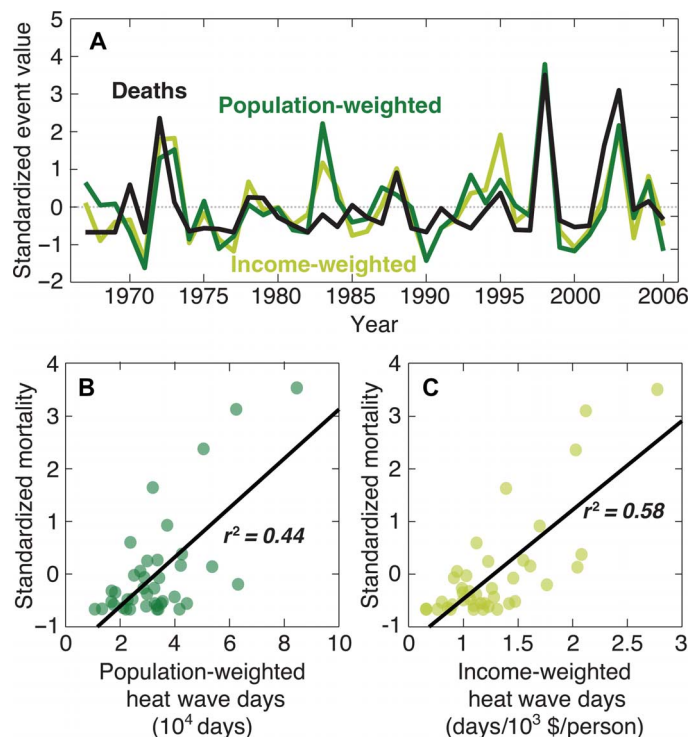 A
Standardized event value
5
4
3
2
1
0
−1
−2
Deaths
Population-weighted
Income-weighted
1970 1975 1980 1985 1990 1995 2000 2006
Year
B
Standardized mortality
4
3
2
1
0
−1
r² = 0.44
0 2 4 6 8 10
Population-weighted
heat wave days
(10⁴ days)
C
Standardized mortality
4
3
2
1
0
-1
r² = 0.58
0 1 1 1.5 2 2.5 3
Income-weighted
heat wave days
(days/10³ $/person)